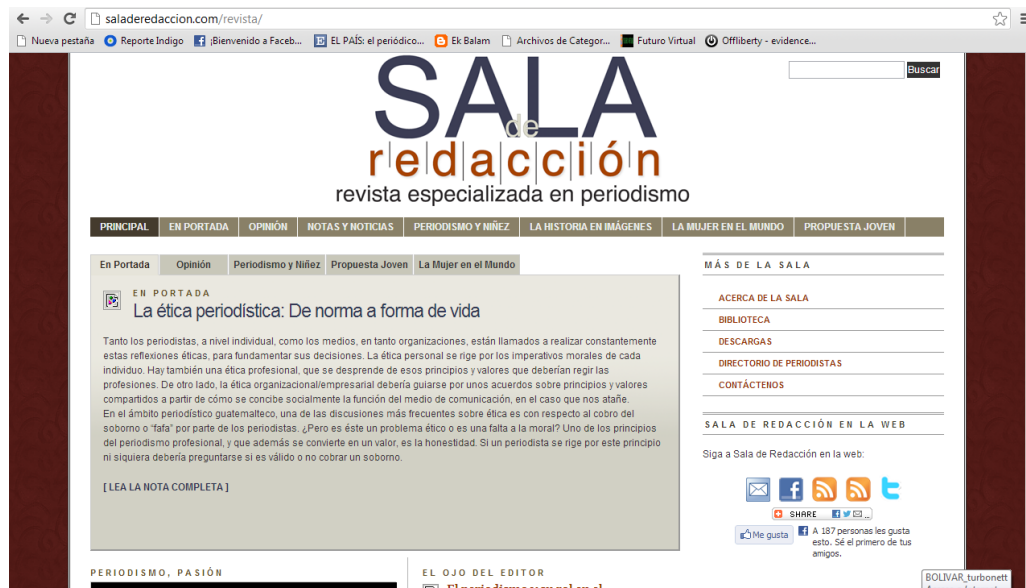 saladeredaccion.com/revista/
Nueva pestaña Reporte Indigo ¡Bienvenido a Faceb... EL PAÍS: el periódico... Ek Balam Archivos de Categor... Futuro Virtual Offliberty - evidence...
Buscar
SALA
de
redacción
revista especializada en periodismo
PRINCIPAL EN PORTADA OPINIÓN NOTAS Y NOTICIAS PERIODISMO Y NIÑEZ LA HISTORIA EN IMÁGENES LA MUJER EN EL MUNDO PROPUESTA JOVEN
En Portada Opinión Periodismo y Niñez Propuesta Joven La Mujer en el Mundo
EN PORTADA
La ética periodística: De norma a forma de vida
Tanto los periodistas, a nivel individual, como los medios, en tanto organizaciones, están llamados a realizar constantemente
estas reflexiones éticas, para fundamentar sus decisiones. La ética personal se rige por los imperativos morales de cada
individuo. Hay también una ética profesional, que se desprende de esos principios y valores que deberían regir las
profesiones. De otro lado, la ética organizacional/empresarial debería guiarse por unos acuerdos sobre principios y valores
compartidos a partir de cómo se concibe socialmente la función del medio de comunicación, en el caso que nos atañe.
En el ámbito periodístico guatemalteco, una de las discusiones más frecuentes sobre ética es con respecto al cobro del
soborno o "fafa" por parte de los periodistas. ¿Pero es éste un problema ético o es una falta a la moral? Uno de los principios
del periodismo profesional, y que además se convierte en un valor, es la honestidad. Si un periodista se rige por este principio
ni siquiera debería preguntarse si es válido o no cobrar un soborno.
[ LEA LA NOTA COMPLETA ]
MÁS DE LA SALA
ACERCA DE LA SALA
BIBLIOTECA
DESCARGAS
DIRECTORIO DE PERIODISTAS
CONTÁCTENOS
SALA DE REDACCIÓN EN LA WEB
Siga a Sala de Redacción en la web:
SHARE ...
Me gusta
A 187 personas les gusta
esto. Sé el primero de tus
amigos.
PERIODISMO, PASIÓN
EL OJO DEL EDITOR
El periodismo y su rol en el
BOLIVAR_turbonett